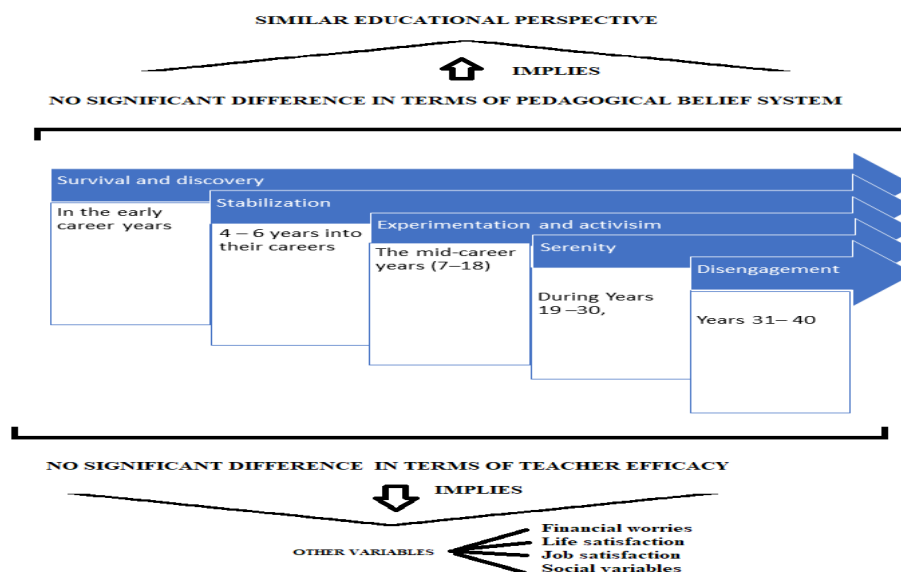 SIMILAR EDUCATIONAL PERSPECTIVE
IMPLIES
NO SIGNIFICANT DIFFERENCE IN TERMS OF PEDAGOGICAL BELIEF SYSTEM
Survival and discovery
In the early
career years
Stabilization
4 – 6 years into
their careers
Experimentation and activisim
The mid-career
years (7–18)
Serenity
During Years
19 –30,
Disengagement
Years 31– 40
NO SIGNIFICANT DIFFERENCE IN TERMS OF TEACHER EFFICACY
IMPLIES
OTHER VARIABLES
Financial worries
Life satisfaction
Job satisfaction
Social variables